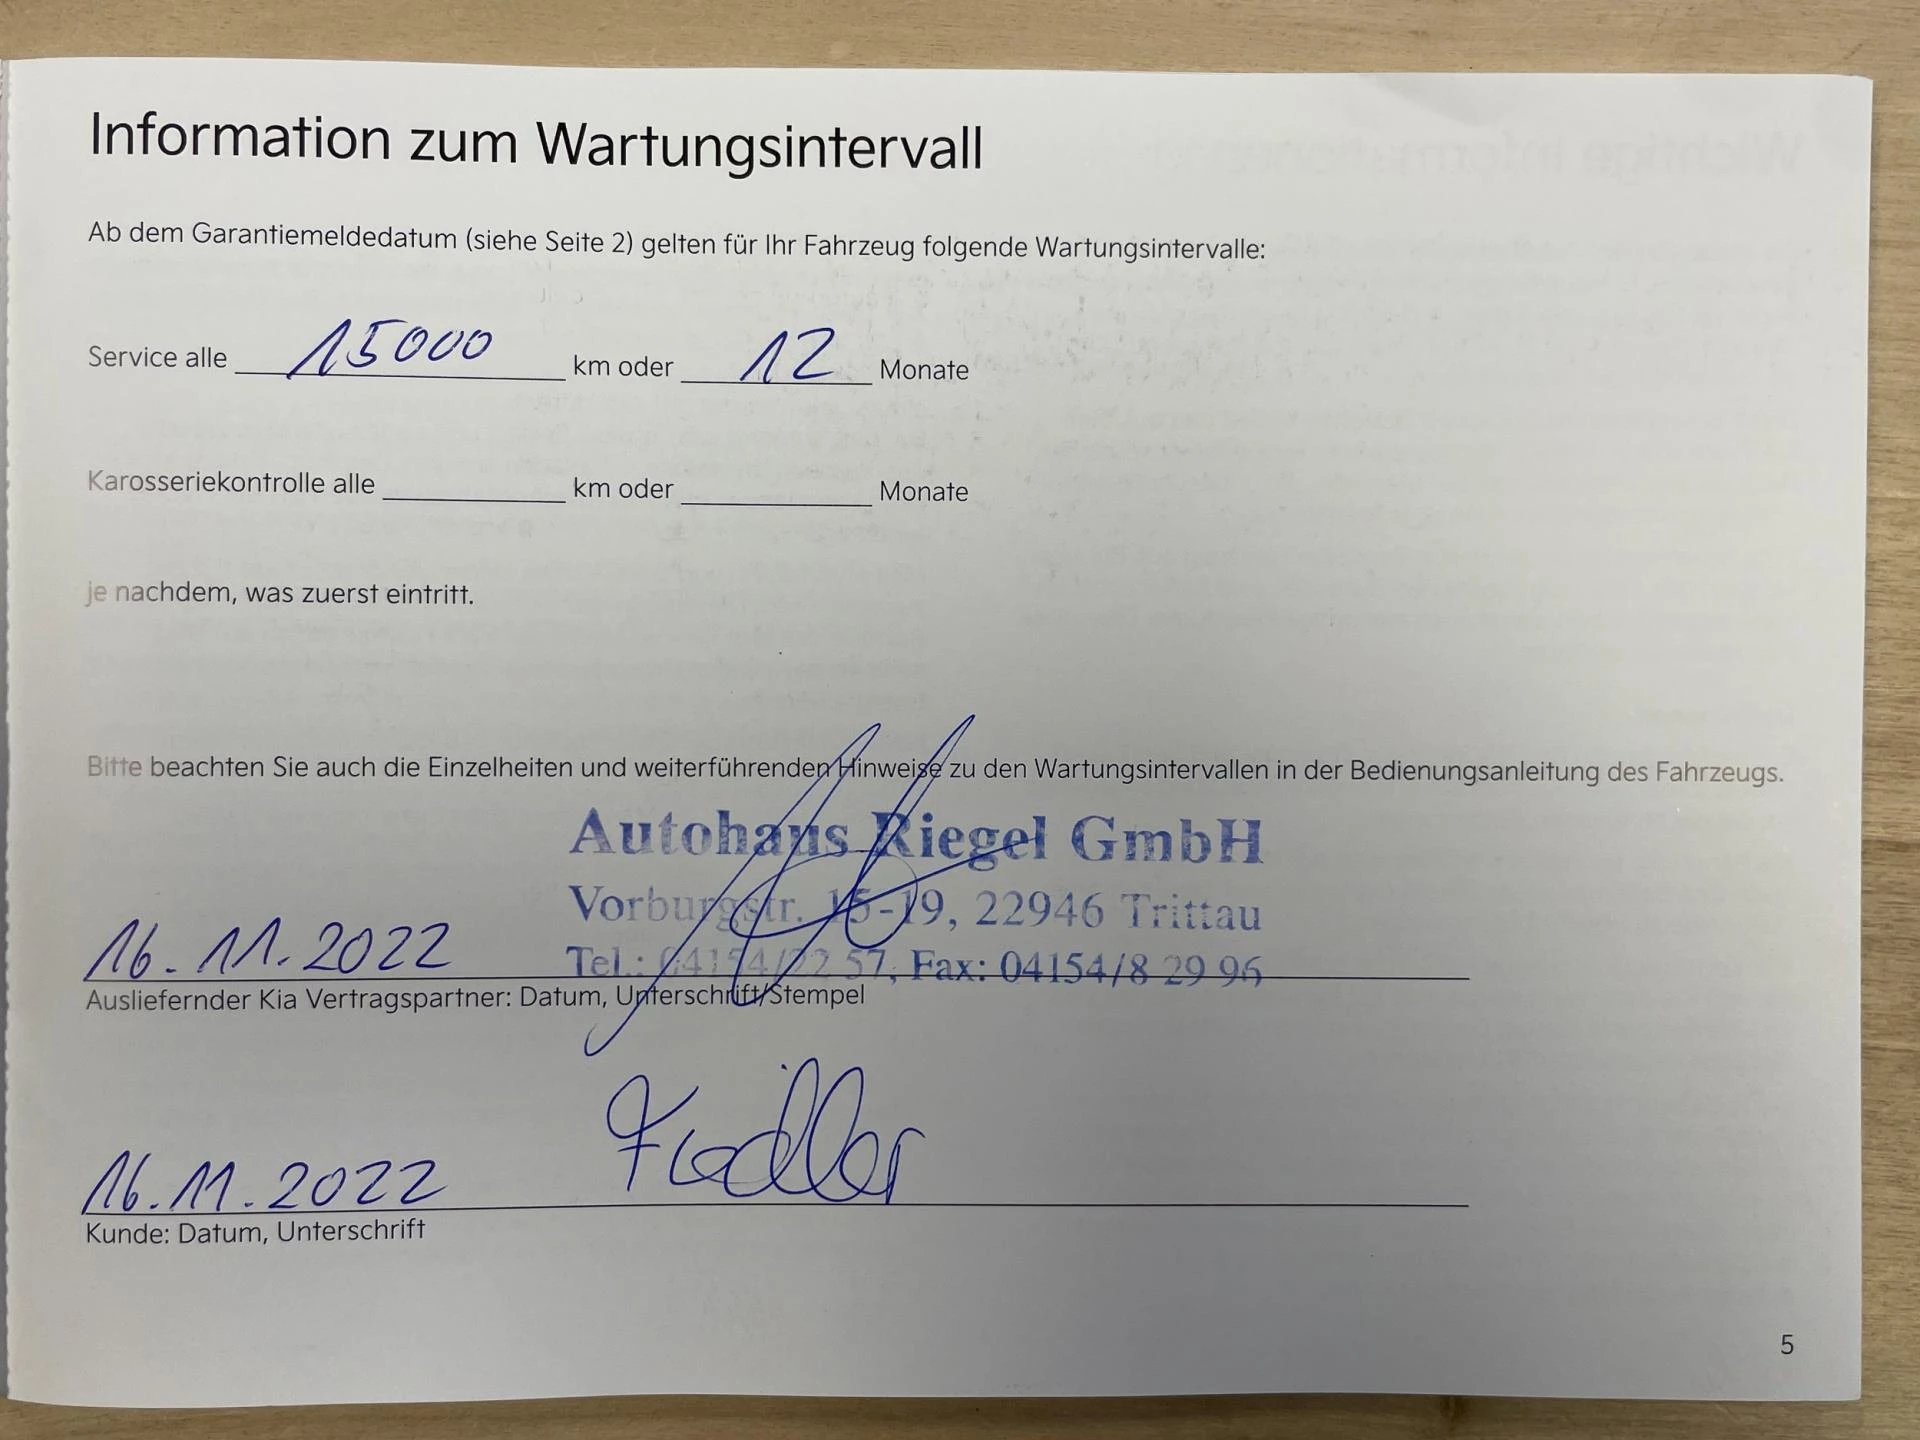 Information zum Wartungsintervall
Ab dem Garantiemeldedatum (siehe Seite 2) gelten für Ihr Fahrzeug folgende Wartungsintervalle:
Service alle 15000 km oder 12 Monate
Karosseriekontrolle alle km oder Monate
je nachdem, was zuerst eintritt.
Bitte beachten Sie auch die Einzelheiten und weiterführenden Hinweise zu den Wartungsintervallen in der Bedienungsanleitung des Fahrzeugs.
Autohaus Riegel GmbH
Vorburgstr. 15-19, 22946 Trittau
16.11.2022 Tel.: 04154/22 57, Fax: 04154/8 29 96
Ausliefernder Kia Vertragspartner: Datum, Unterschrift/Stempel
16.11.2022 Fiedler
Kunde: Datum, Unterschrift
5